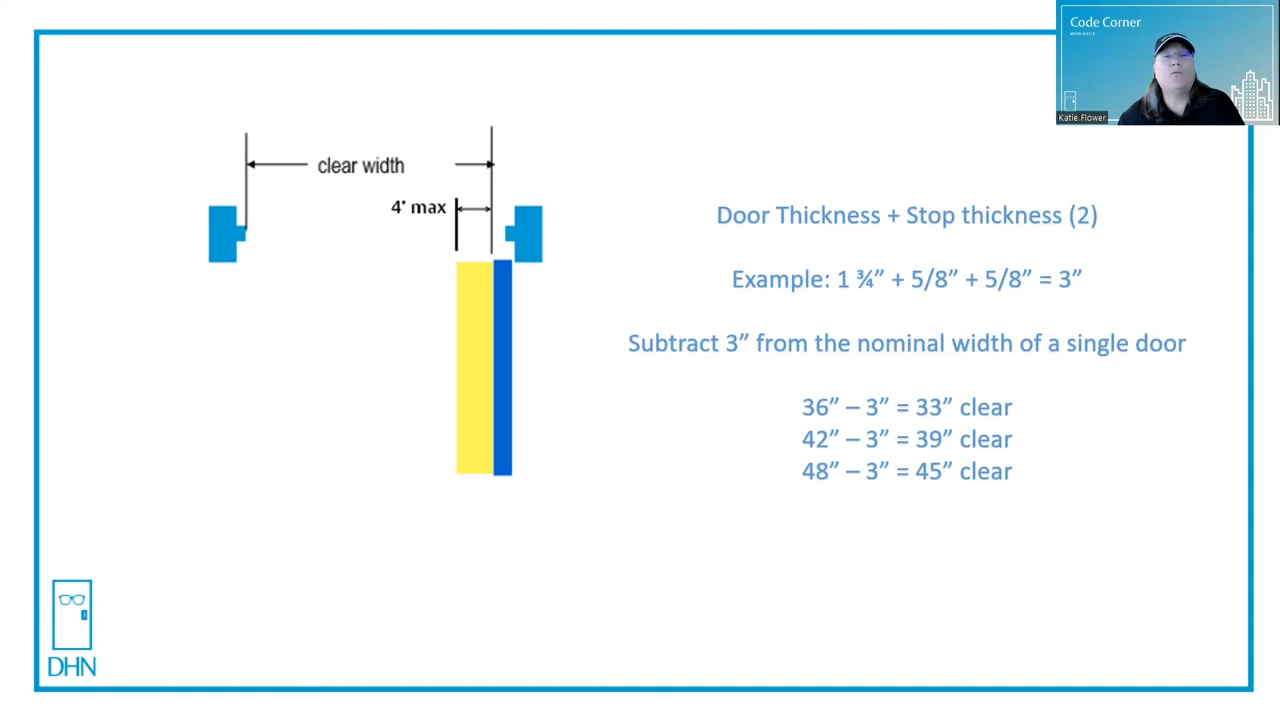 Code Corner
Katie.Flower
clear width
4" max
Door Thickness + Stop thickness (2)
Example: 1 ¾” + 5/8” + 5/8” = 3”
Subtract 3” from the nominal width of a single door
36” – 3” = 33” clear
42” – 3” = 39” clear
48” – 3” = 45” clear
DHN